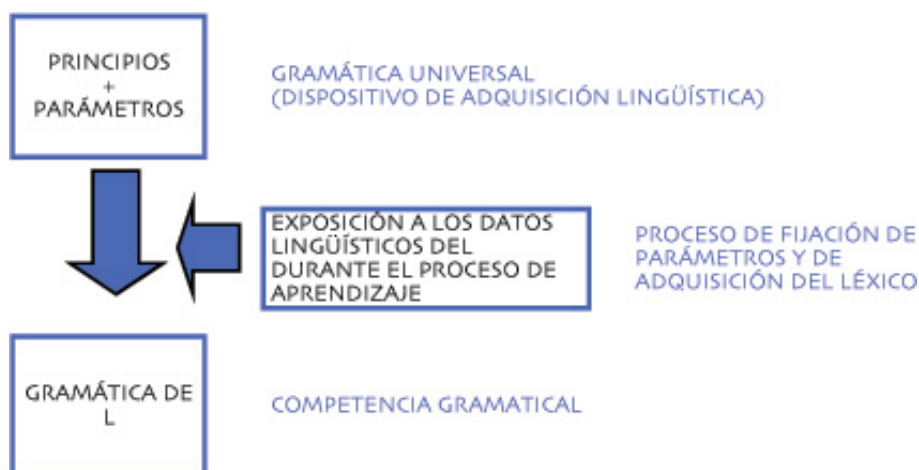 PRINCIPIOS
+
PARÁMETROS
GRAMÁTICA UNIVERSAL
(DISPOSITIVO DE ADQUISICIÓN LINGÜÍSTICA)
EXPOSICIÓN A LOS DATOS
LINGÜÍSTICOS DEL
DURANTE EL PROCESO DE
APRENDIZAJE
PROCESO DE FIJACIÓN DE
PARÁMETROS Y DE
ADQUISICIÓN DEL LÉXICO
GRAMÁTICA DE
L
COMPETENCIA GRAMATICAL